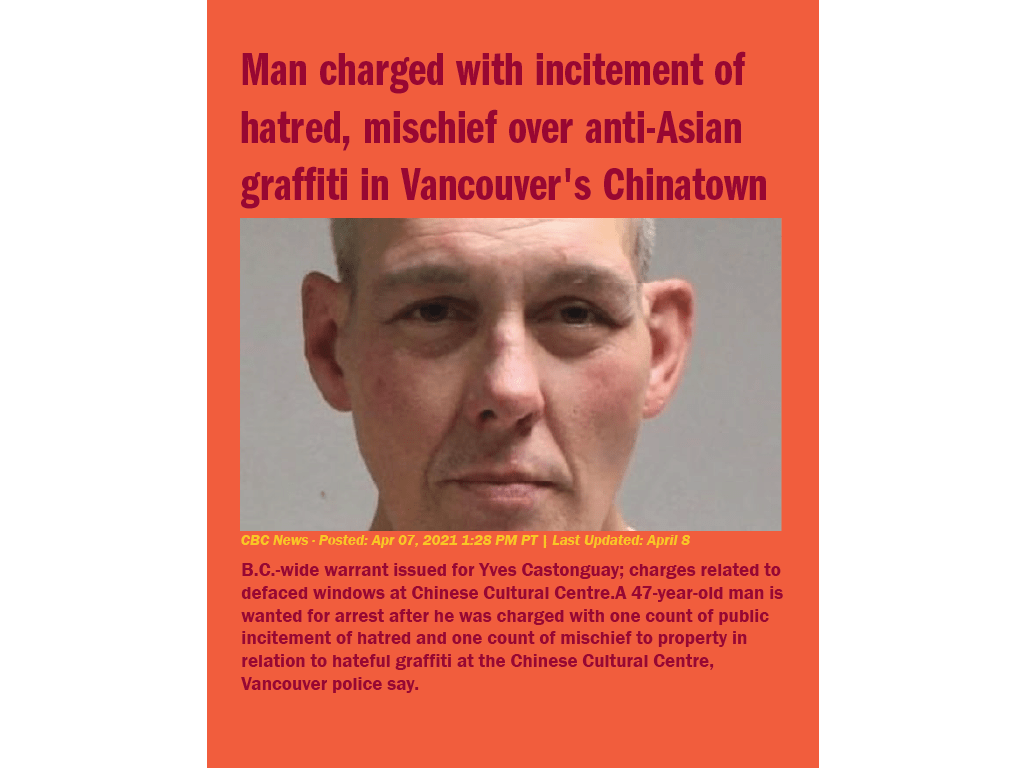 Man charged with incitement of
hatred, mischief over anti-Asian
graffiti in Vancouver's Chinatown
CBC News - Posted: Apr 07, 2021 1:28 PM PT | Last Updated: April 8
B.C.-wide warrant issued for Yves Castonguay; charges related to
defaced windows at Chinese Cultural Centre.A 47-year-old man is
wanted for arrest after he was charged with one count of public
incitement of hatred and one count of mischief to property in
relation to hateful graffiti at the Chinese Cultural Centre,
Vancouver police say.